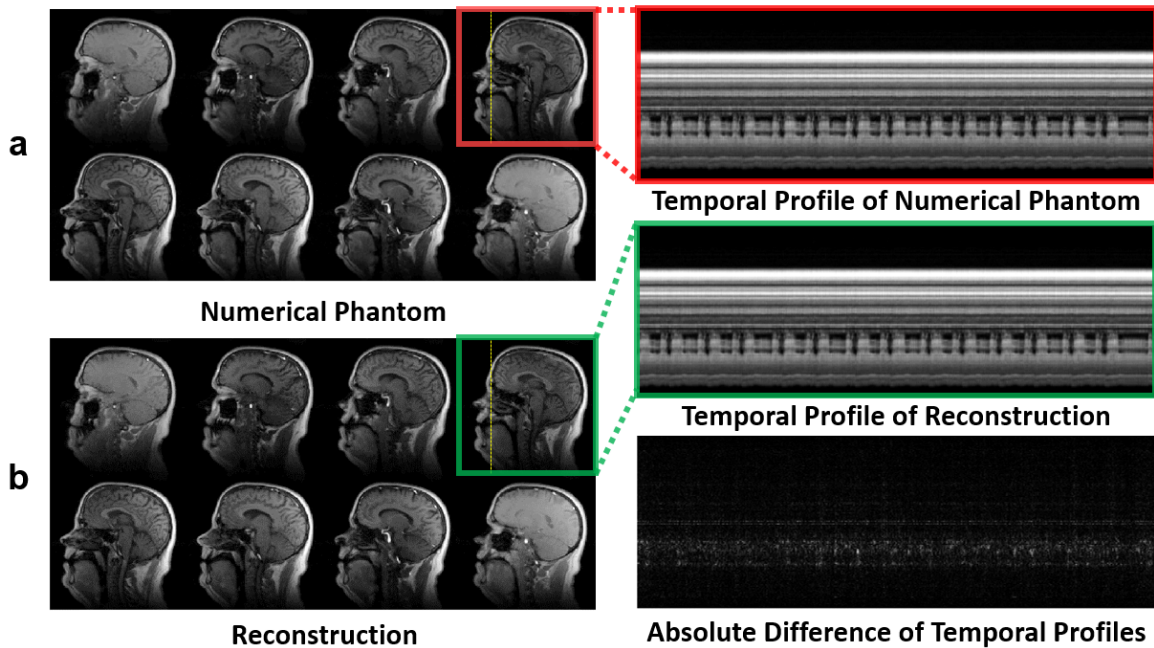 a
Temporal Profile of Numerical Phantom
Numerical Phantom
b
Temporal Profile of Reconstruction
Reconstruction
Absolute Difference of Temporal Profiles